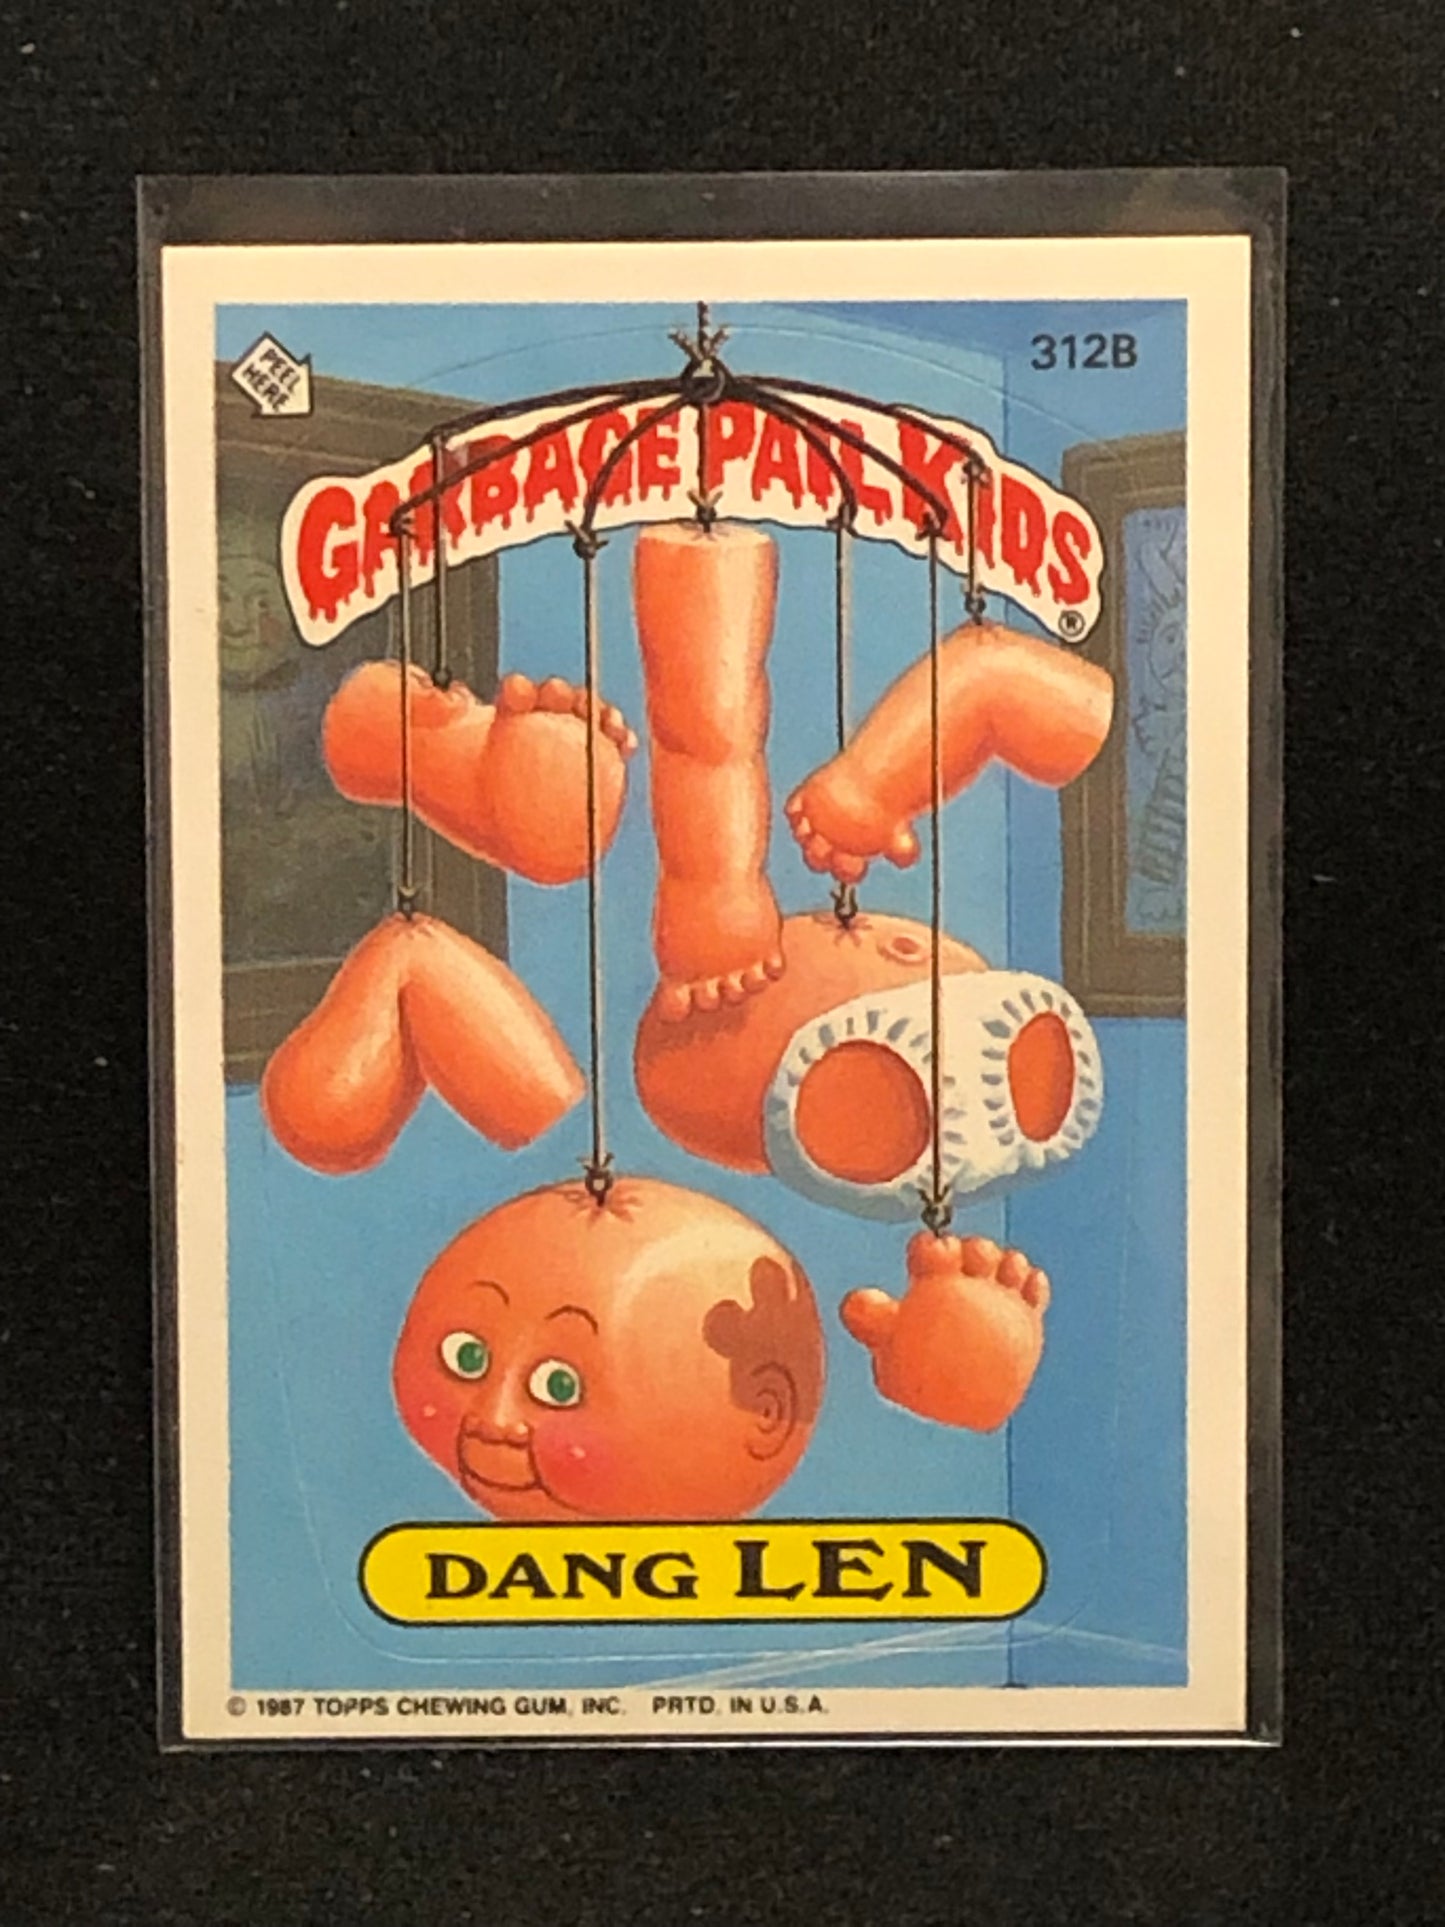 PEEL
HERE
312B
GARBAGE PAIL KIDS
®
DANG LEN
© 1987 TOPPS CHEWING GUM, INC. PRTD. IN U.S.A.